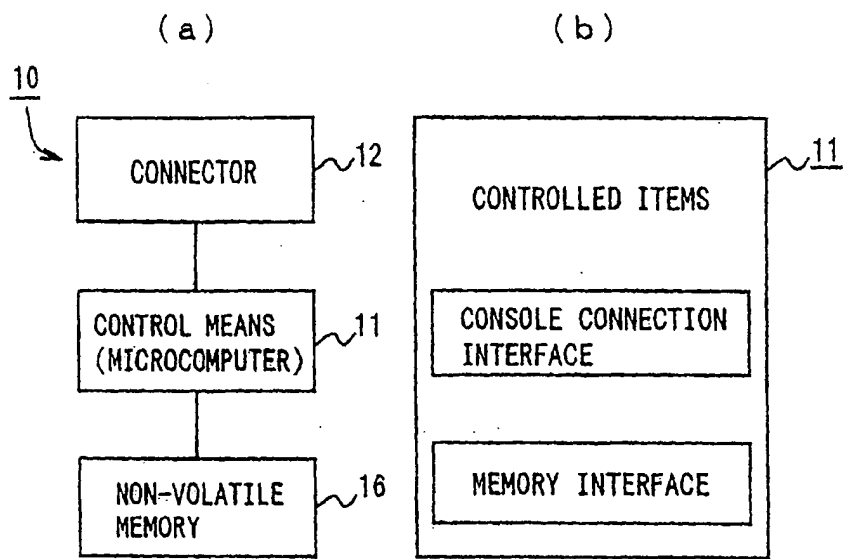 (a)
10
CONNECTOR
12
CONTROL MEANS
(MICROCOMPUTER)
11
NON-VOLATILE
MEMORY
16
(b)
11
CONTROLLED ITEMS
CONSOLE CONNECTION
INTERFACE
MEMORY INTERFACE